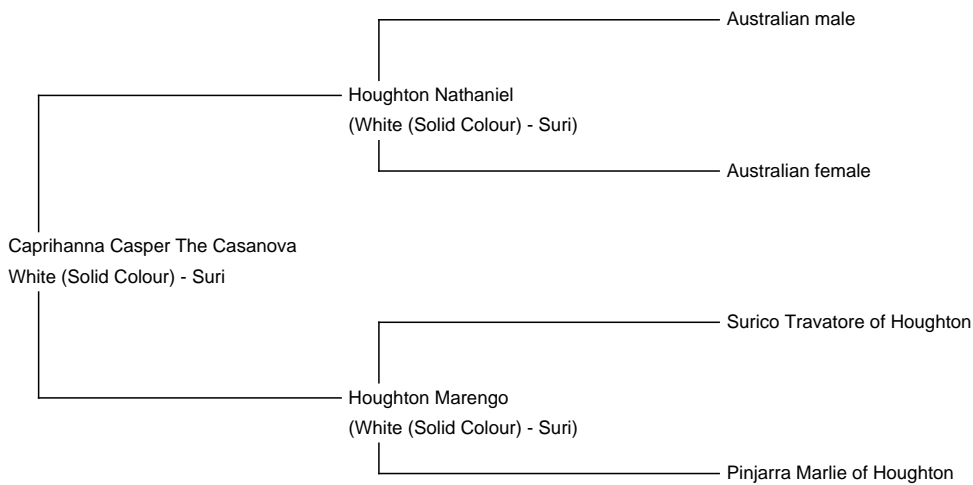 Australian male
Houghton Nathaniel
(White (Solid Colour) - Suri)
Australian female
Caprihanna Casper The Casanova
White (Solid Colour) - Suri
Surico Travatore of Houghton
Houghton Marengo
(White (Solid Colour) - Suri)
Pinjarra Marlie of Houghton